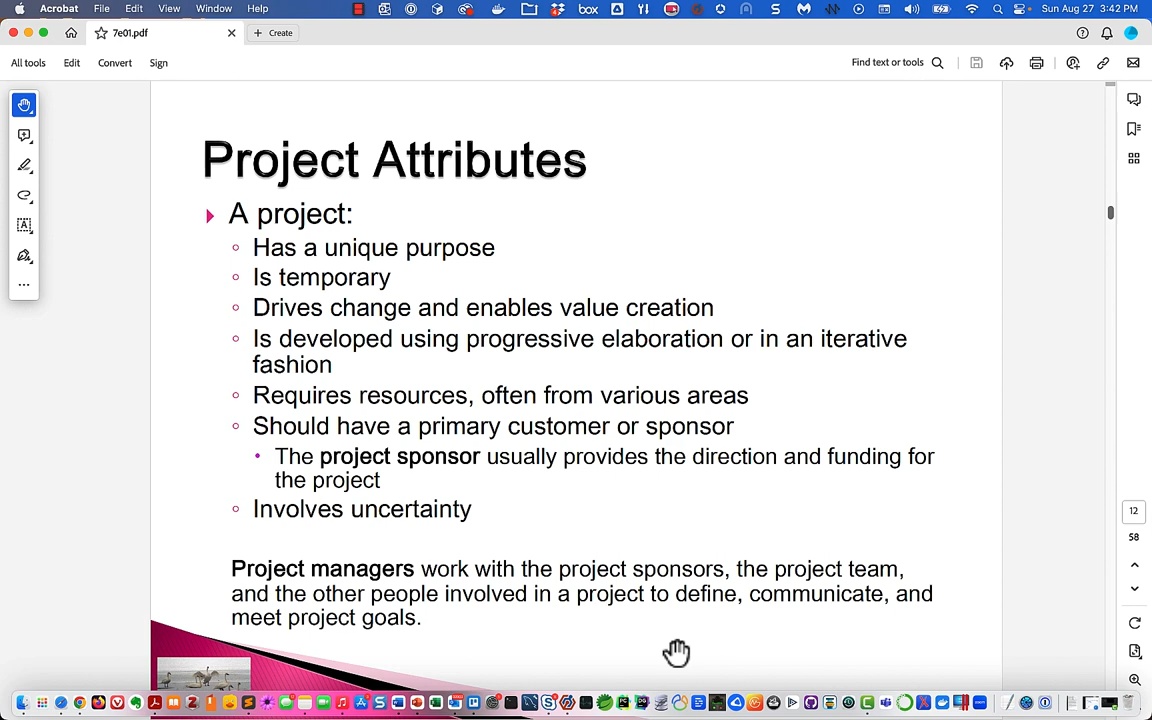 Acrobat File Edit View Window Help box Sun Aug 27 3:42 PM
7e01.pdf Create
All tools Edit Convert Sign Find text or tools
Project Attributes
A project:
Has a unique purpose
Is temporary
Drives change and enables value creation
Is developed using progressive elaboration or in an iterative
fashion
Requires resources, often from various areas
Should have a primary customer or sponsor
The project sponsor usually provides the direction and funding for
the project
Involves uncertainty
12
58
Project managers work with the project sponsors, the project team,
and the other people involved in a project to define, communicate, and
meet project goals.